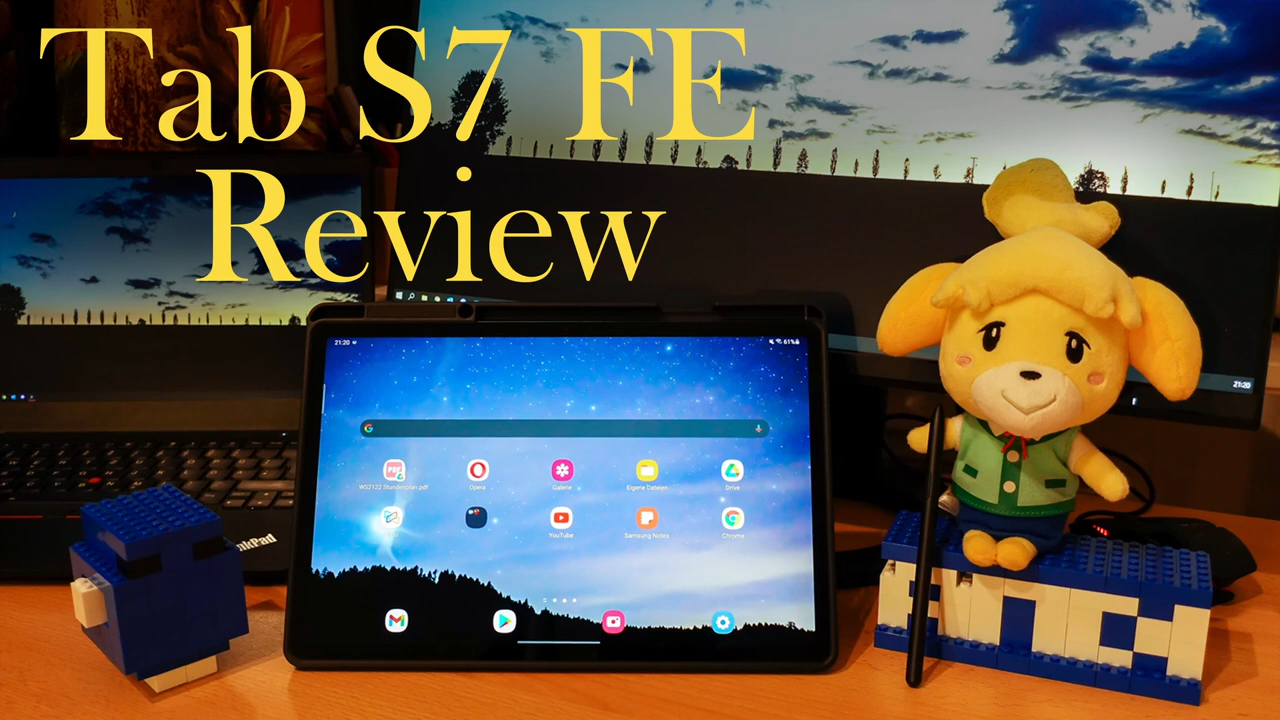 Tab S7 FE
Review
21:20
61%
WS2122 Stundenplan.pdf
Opera
Galerie
Eigene Dateien
Drive
YouTube
Samsung Notes
Chrome
21:20